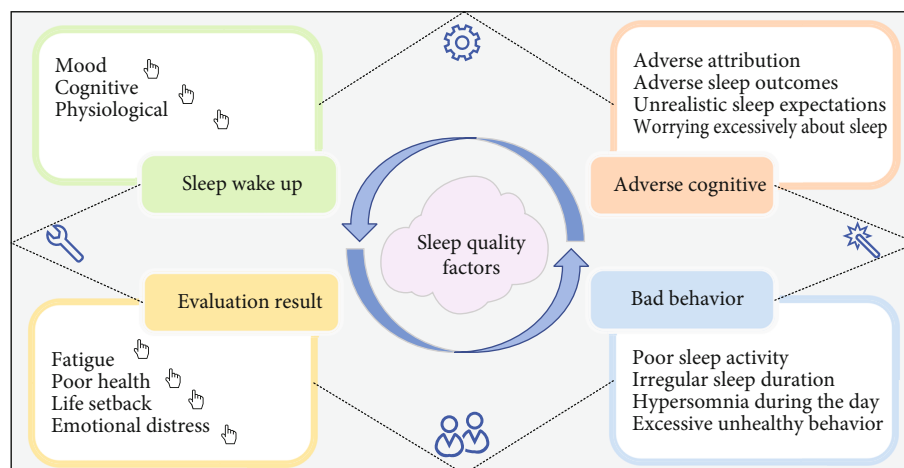 Mood
Cognitive
Physiological
Sleep wake up
Adverse attribution
Adverse sleep outcomes
Unrealistic sleep expectations
Worrying excessively about sleep
Adverse cognitive
Sleep quality
factors
Evaluation result
Fatigue
Poor health
Life setback
Emotional distress
Bad behavior
Poor sleep activity
Irregular sleep duration
Hypersomnia during the day
Excessive unhealthy behavior